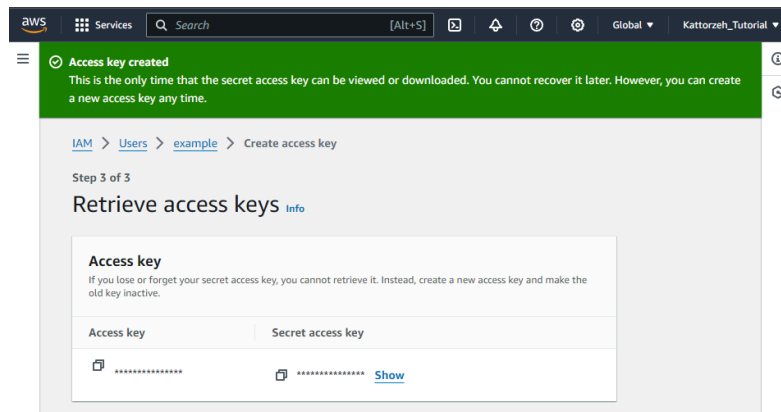 aws Services Search [Alt+S] Global Kattorzeh_Tutorial
Access key created
This is the only time that the secret access key can be viewed or downloaded. You cannot recover it later. However, you can create
a new access key any time.
IAM > Users > example > Create access key
Step 3 of 3
Retrieve access keys Info
Access key
If you lose or forget your secret access key, you cannot retrieve it. Instead, create a new access key and make the
old key inactive.
Access key Secret access key
*************** *************** Show